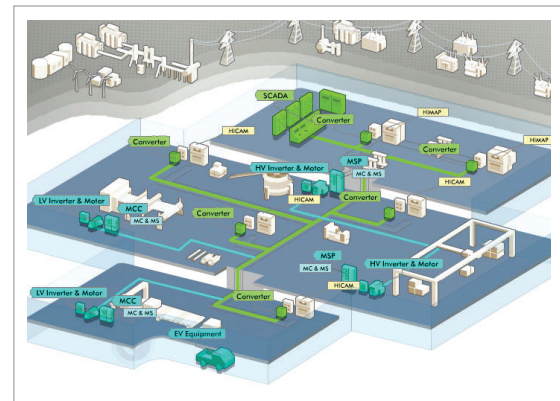 SCADA
HIMAP
Converter
HICAM
Converter
Converter
HIMAP
HV Inverter & Motor
MSP
MC & MS
HICAM
LV Inverter & Motor
MCC
MC & MS
Converter
HICAM
Converter
MSP
MC & MS
HV Inverter & Motor
HICAM
LV Inverter & Motor
MCC
MC & MS
Converter
EV Equipment